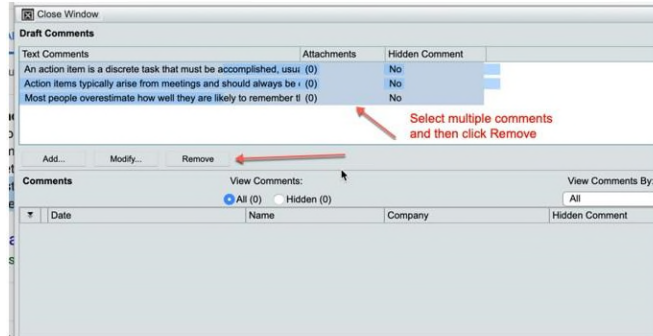 Close Window
Draft Comments
Text Comments Attachments Hidden Comment
An action item is a discrete task that must be accomplished, usua (0) No
Action items typically arise from meetings and should always be (0) No
Most people overestimate how well they are likely to remember tl (0) No
Select multiple comments
and then click Remove
Add... Modify... Remove
Comments View Comments: View Comments By:
All (0) Hidden (0) All
Date Name Company Hidden Comment